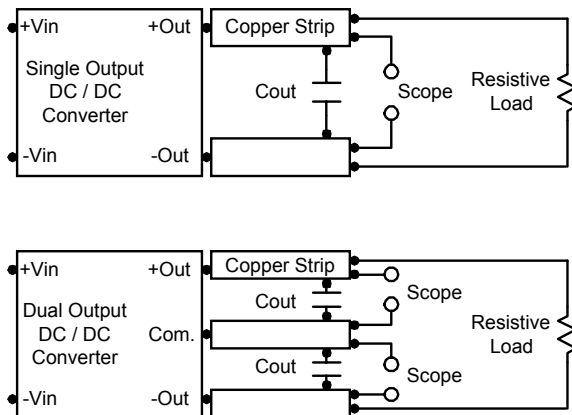 +Vin
+Out
Copper Strip
Single Output
DC / DC
Converter
Cout
Scope
Resistive
Load
-Vin
-Out
+Vin
+Out
Copper Strip
Cout
Scope
Dual Output
DC / DC
Converter
Com.
Resistive
Load
Cout
Scope
-Vin
-Out